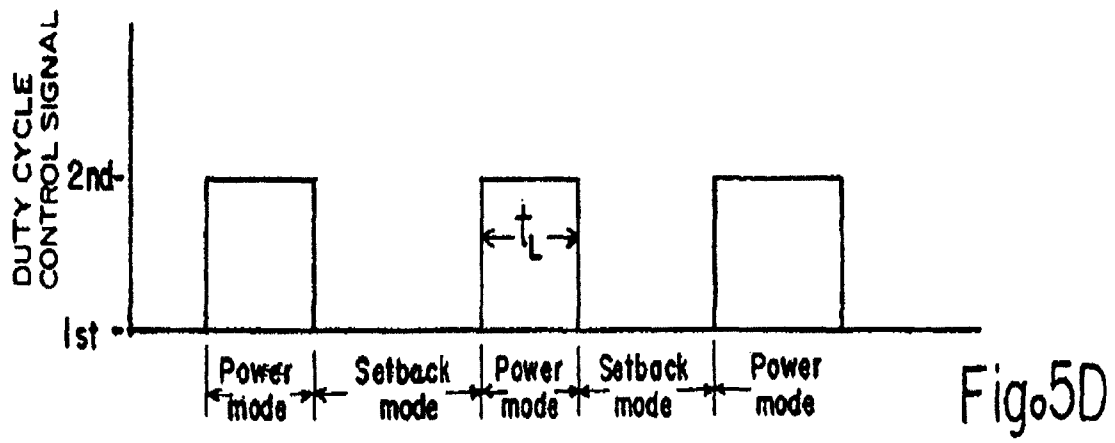 DUTY CYCLE
CONTROL SIGNAL
2nd
1st
tL
Power
mode
Setback
mode
Power
mode
Setback
mode
Power
mode
Fig. 5D